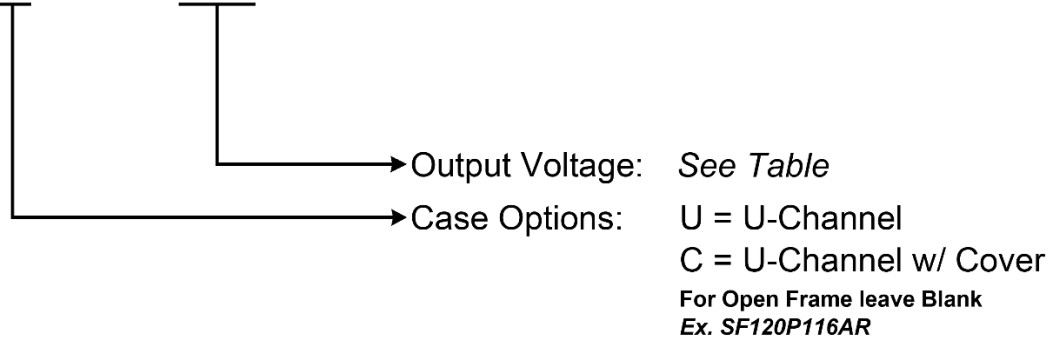 Output Voltage: See Table
Case Options: U = U-Channel
C = U-Channel w/ Cover
For Open Frame leave Blank
Ex. SF120P116AR